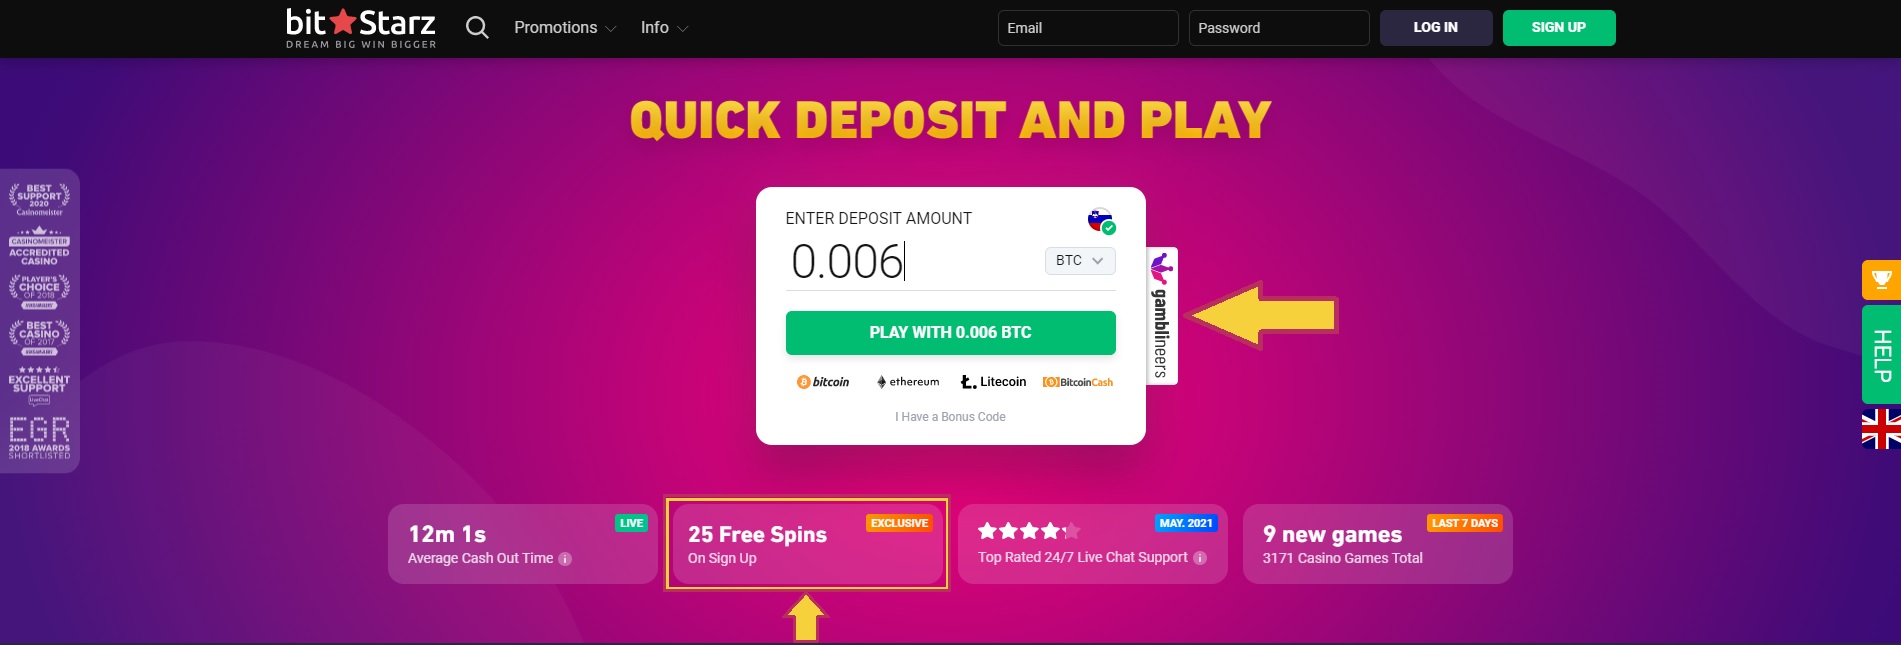 bit Starz
DREAM BIG WIN BIGGER
Promotions
Info
Email
Password
LOG IN
SIGN UP
QUICK DEPOSIT AND PLAY
BEST
SUPPORT
2020
Casinomeister
CASINOMEISTER
ACCREDITED
CASINO
PLAYER'S
CHOICE
OF 2018
BEST
CASINO
OF 2017
EXCELLENT
SUPPORT
EGR
2018 AWARDS
SHORTLISTED
ENTER DEPOSIT AMOUNT
0.006
BTC
PLAY WITH 0.006 BTC
bitcoin
ethereum
Litecoin
BitcoinCash
I Have a Bonus Code
gamblineers
HELP
12m 1s
LIVE
Average Cash Out Time
25 Free Spins
EXCLUSIVE
On Sign Up
MAY. 2021
Top Rated 24/7 Live Chat Support
9 new games
LAST 7 DAYS
3171 Casino Games Total